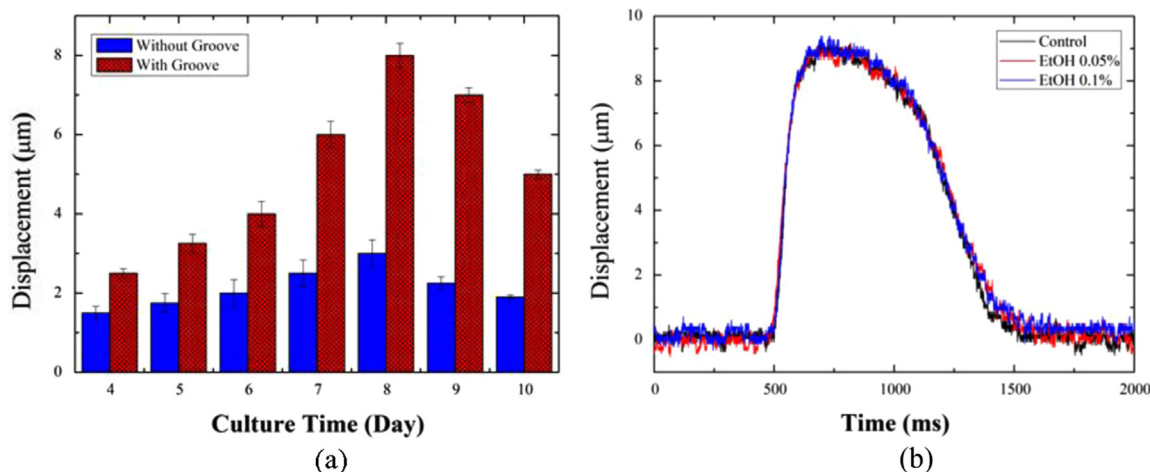 Without Groove
With Groove
Displacement (μm)
8
6
4
2
0
4 5 6 7 8 9 10
Culture Time (Day)
(a)
Control
EtOH 0.05%
EtOH 0.1%
Displacement (μm)
10
8
6
4
2
0
0 500 1000 1500 2000
Time (ms)
(b)